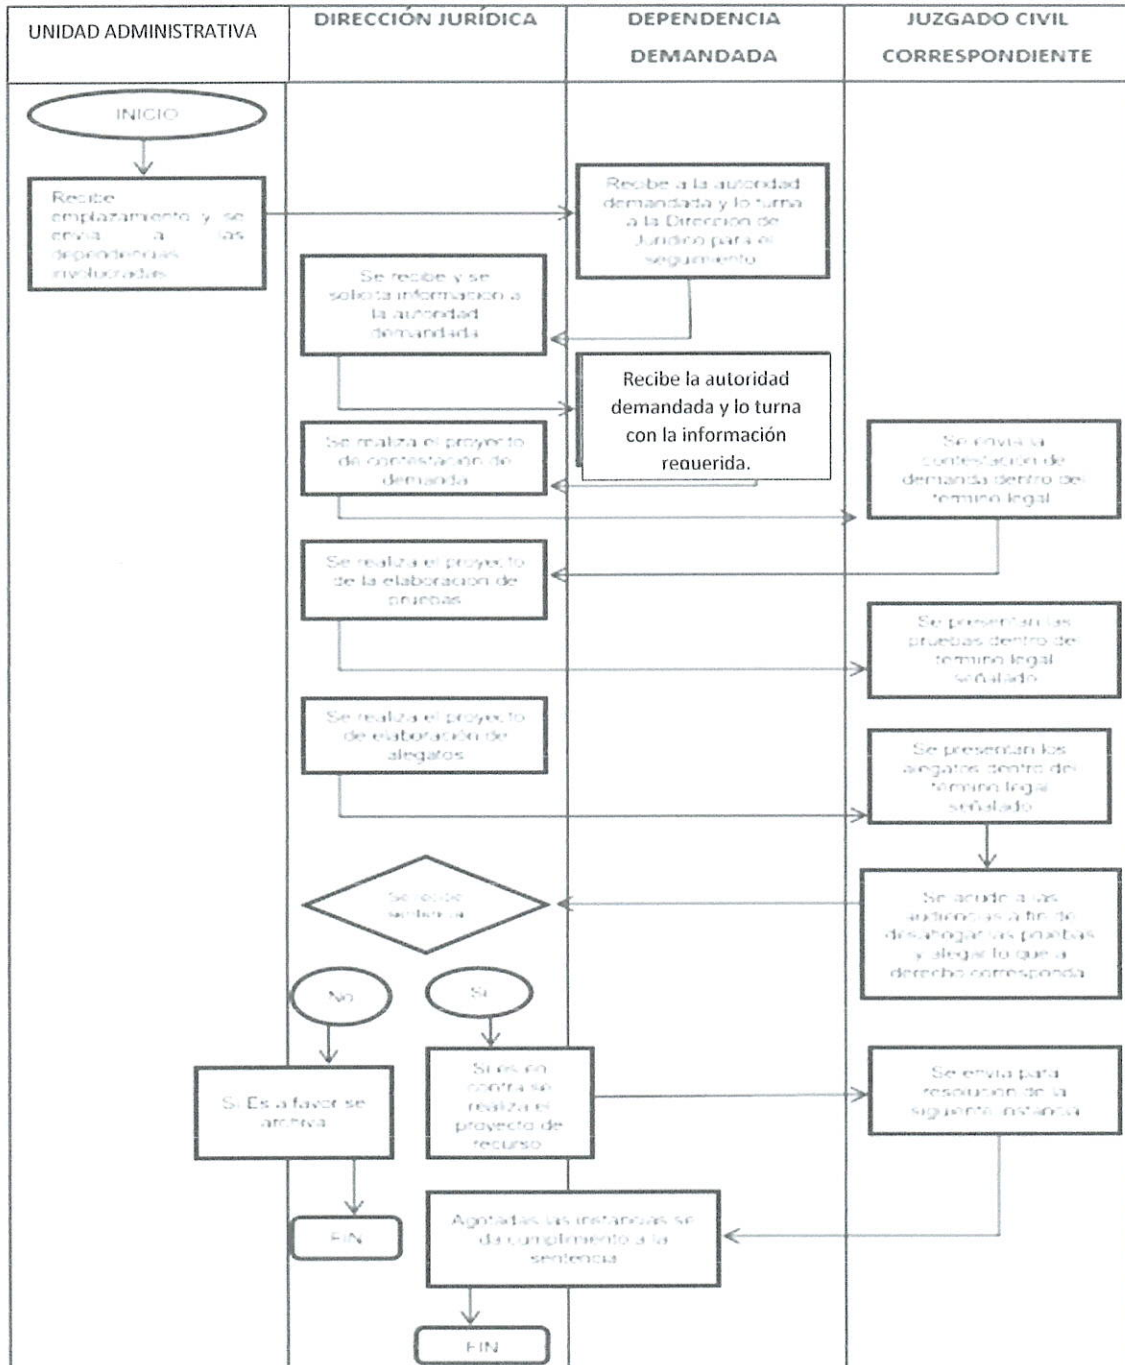 UNIDAD ADMINISTRATIVA
DIRECCIÓN JURÍDICA
DEPENDENCIA
DEMANDADA
JUZGADO CIVIL
CORRESPONDIENTE
INICIO
Recibe
emplazamiento y se
envia a las
dependencias
involucradas
Recibe a la autoridad
demandada y lo turna
a la Dirección de
Jurídico para el
seguimiento
Se recibe y se
solicita información a
la autoridad
demandada
Recibe la autoridad
demandada y lo turna
con la información
requerida.
Se realiza el proyecto
de contestación de
demanda
Se envia la
contestación de
demanda dentro del
término legal
Se realiza el proyecto
de la elaboración de
pruebas
Se presentan las
pruebas dentro del
término legal
señalado
Se realiza el proyecto
de elaboración de
alegatos
Se presentan los
alegatos dentro del
término legal
señalado
Se acude a las
audiencias a fin de
desahogar las pruebas
y alegar lo que a
derecho corresponda
Se recibe
sentencia
No
Si
Si Es a favor se
archiva
Si es en
contra se
realiza el
proyecto de
recurso
Se envia para
resolución de la
siguiente instancia
FIN
Agotadas las instancias se
da cumplimiento a la
sentencia
FIN